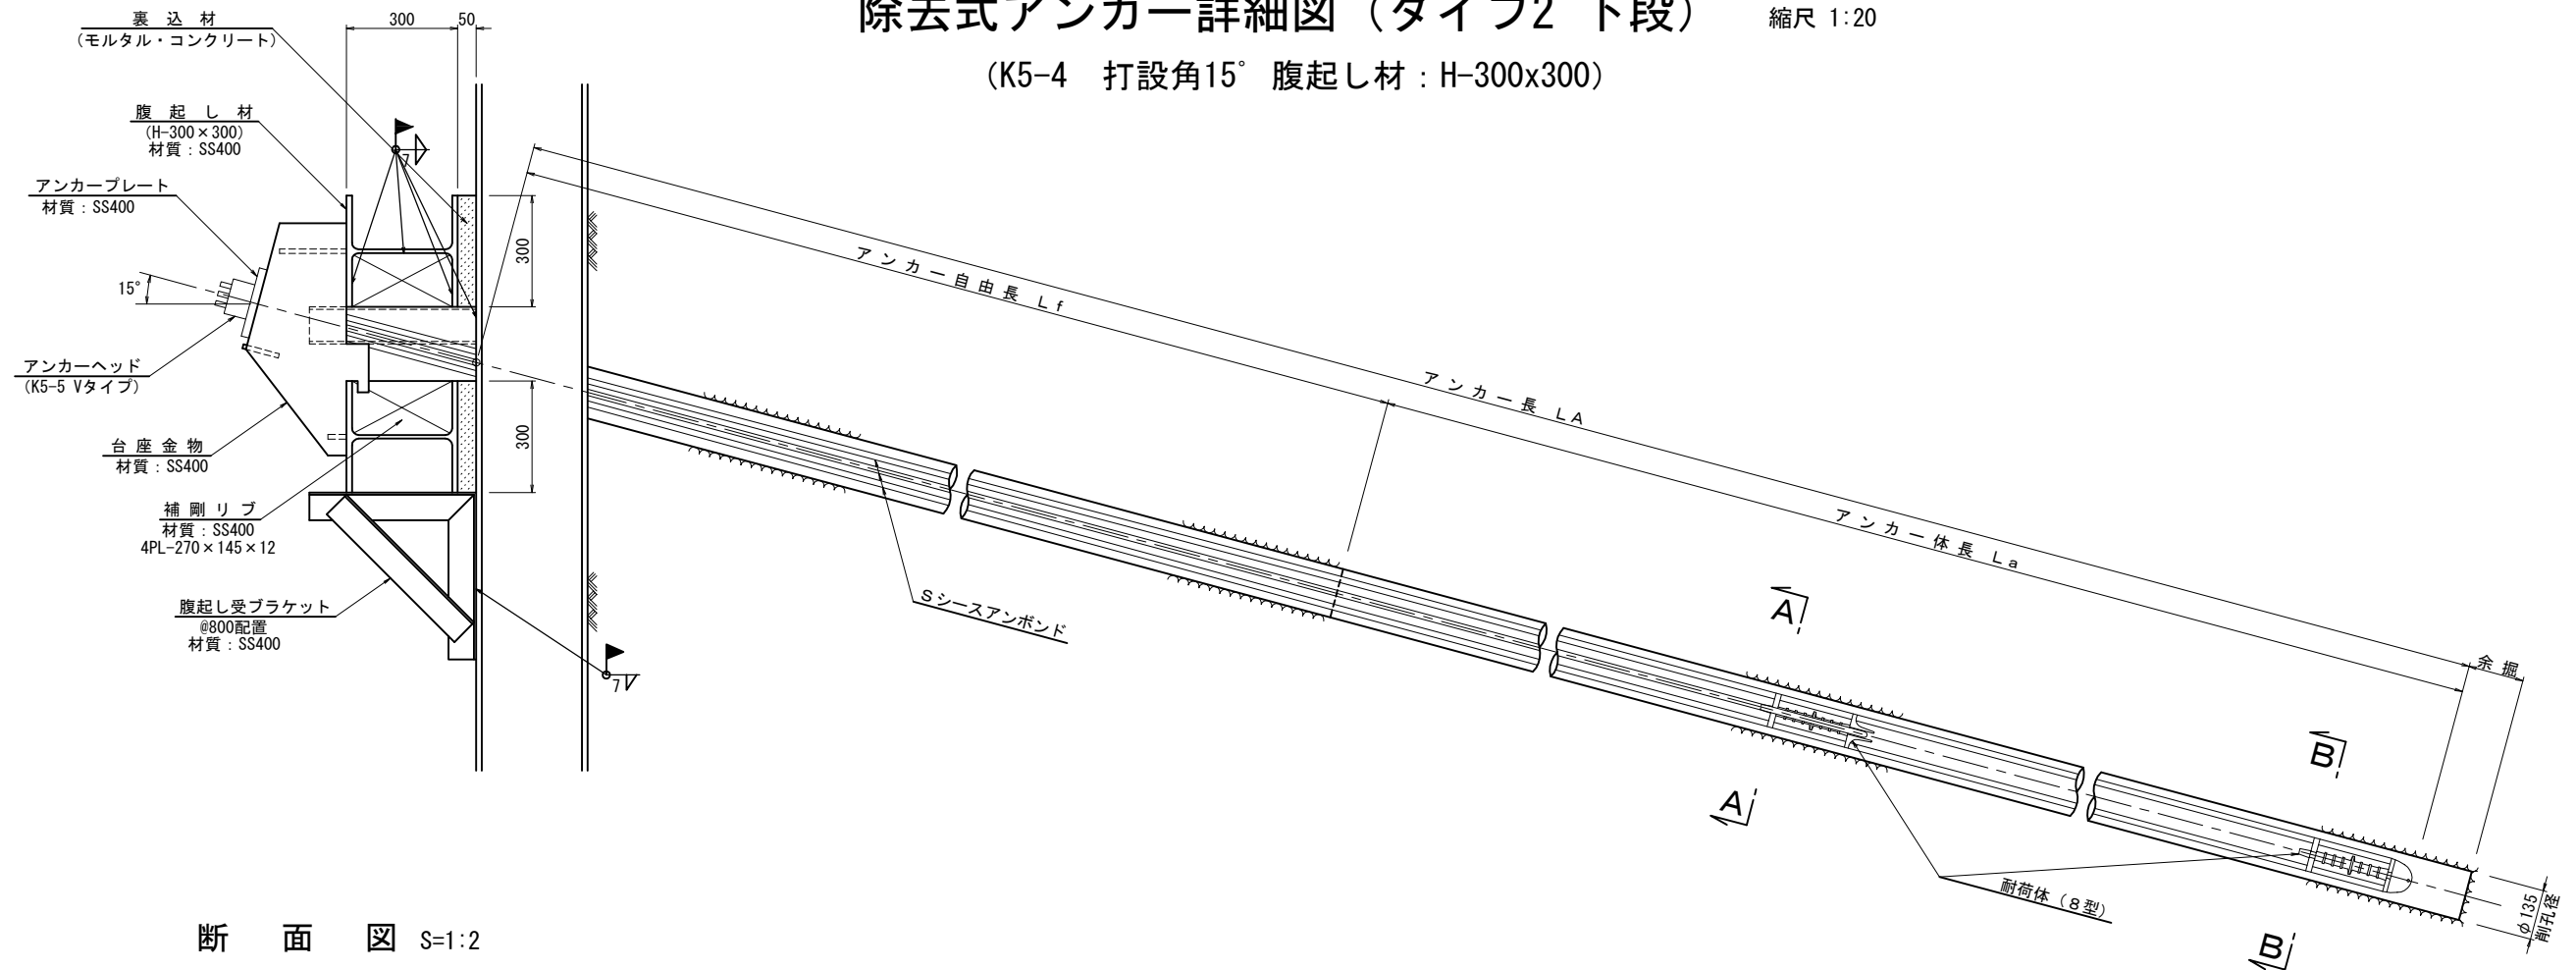 除去式アンカー詳細図（タイプ2 下段）
縮尺 1:20
（K5-4 打設角15° 腹起し材：H-300x300）
裏込材
（モルタル・コンクリート）
300
50
腹起し材
（H-300×300）
材質：SS400
7
アンカープレート
材質：SS400
300
15°
アンカーヘッド
（K5-5 Vタイプ）
台座金物
材質：SS400
300
補剛リブ
材質：SS400
4PL-270×145×12
腹起し受ブラケット
@800配置
材質：SS400
7
アンカー自由長 Lf
アンカー長 LA
アンカー体長 La
余掘
Sシースアンボンド
A
A
B
B
耐荷体（8型）
φ135
削孔径
断面図 S=1:2